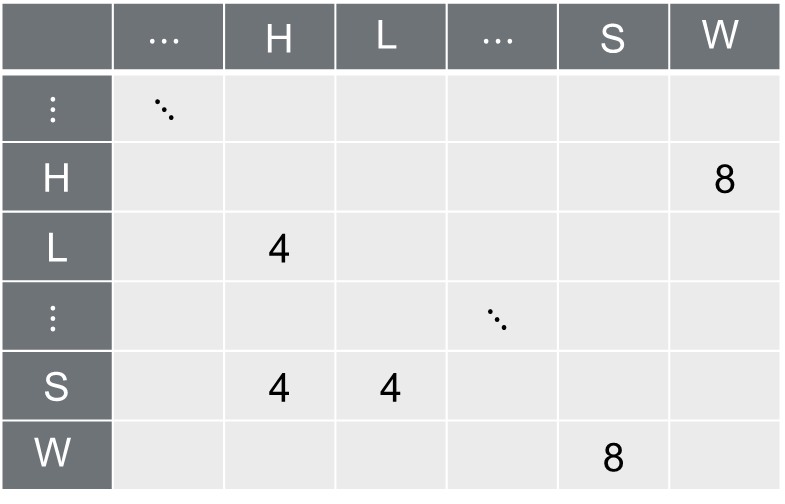 ⋯ H L ⋯ S W
⋮ ⋱
H 8
L 4
⋮ ⋱
S 4 4
W 8